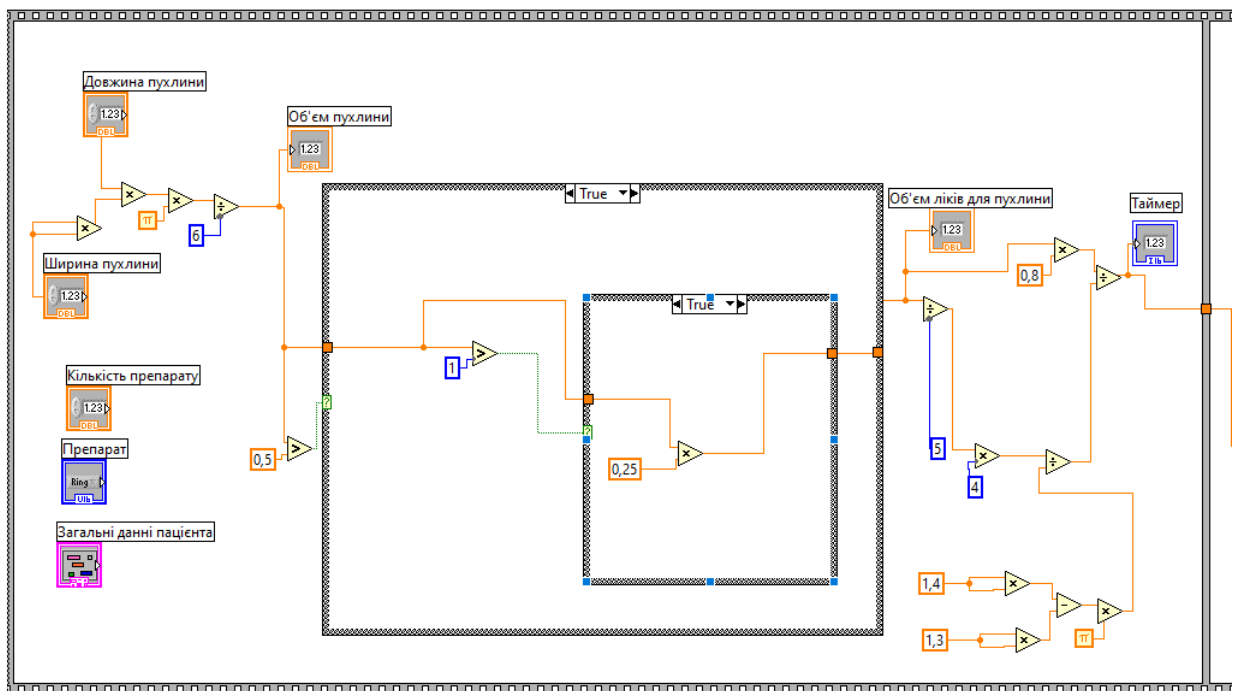 Довжина пухлини
1.23
DBL
Об'єм пухлини
1.23
DBL
π
6
Ширина пухлини
1.23
DBL
True
Об'єм ліків для пухлини
1.23
DBL
Таймер
1.23
I16
0,8
True
1
Кількість препарату
1.23
DBL
0,5
?
?
0,25
5
4
Препарат
Ring
U16
Загальні данні пацієнта
1,4
1,3
π